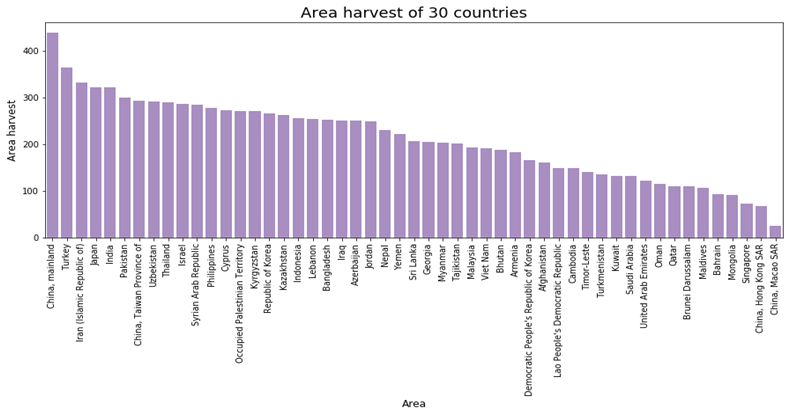 Area harvest of 30 countries
Area harvest
400
300
200
100
0
China, mainland
Turkey
Iran (Islamic Republic of)
Japan
India
Pakistan
China, Taiwan Province of
Uzbekistan
Thailand
Israel
Syrian Arab Republic
Philippines
Cyprus
Occupied Palestinian Territory
Kyrgyzstan
Republic of Korea
Kazakhstan
Indonesia
Lebanon
Bangladesh
Iraq
Azerbaijan
Jordan
Nepal
Yemen
Sri Lanka
Georgia
Myanmar
Tajikistan
Malaysia
Viet Nam
Bhutan
Armenia
Democratic People's Republic of Korea
Afghanistan
Lao People's Democratic Republic
Cambodia
Timor-Leste
Turkmenistan
Kuwait
Saudi Arabia
United Arab Emirates
Oman
Qatar
Brunei Darussalam
Maldives
Bahrain
Mongolia
Singapore
China, Hong Kong SAR
China, Macao SAR
Area